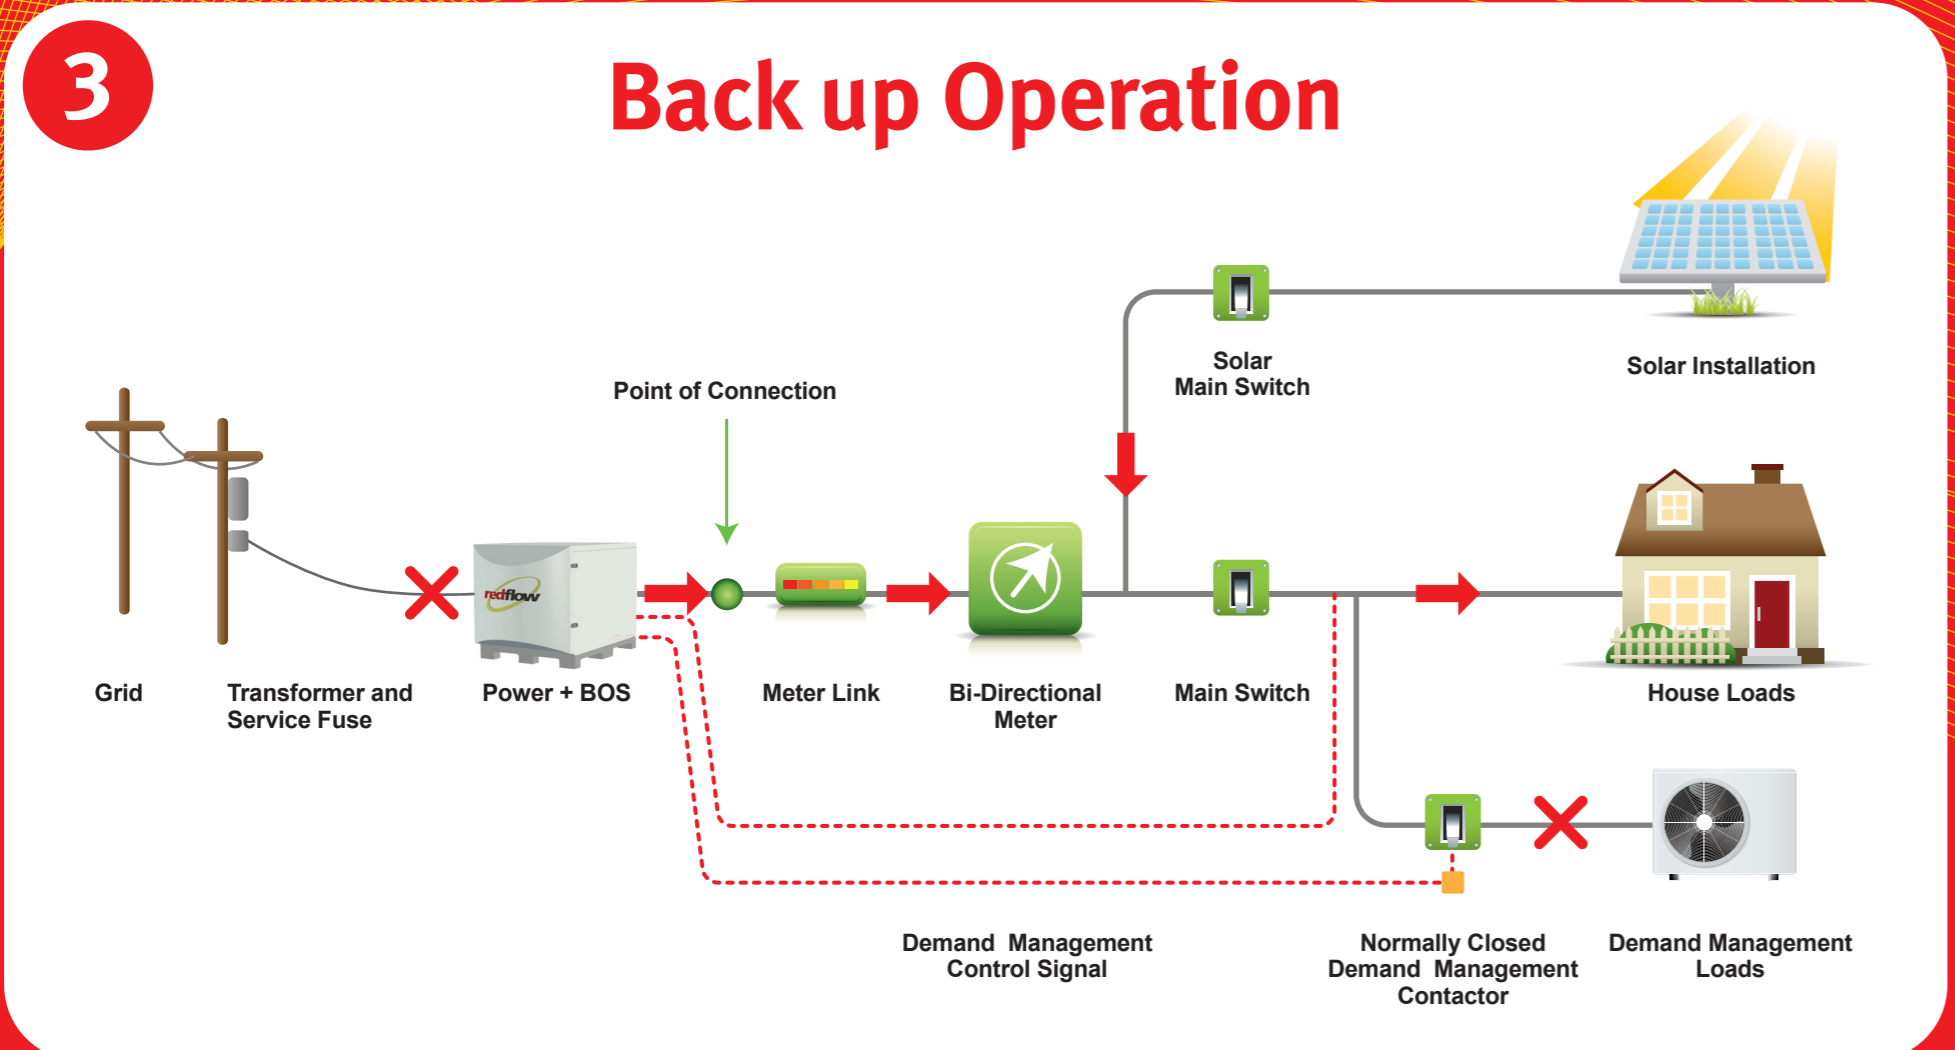 3
Back up Operation
Solar
Main Switch
Solar Installation
Point of Connection
redflow
Grid
Transformer and
Service Fuse
Power + BOS
Meter Link
Bi-Directional
Meter
Main Switch
House Loads
Demand Management
Control Signal
Normally Closed
Demand Management
Contactor
Demand Management
Loads